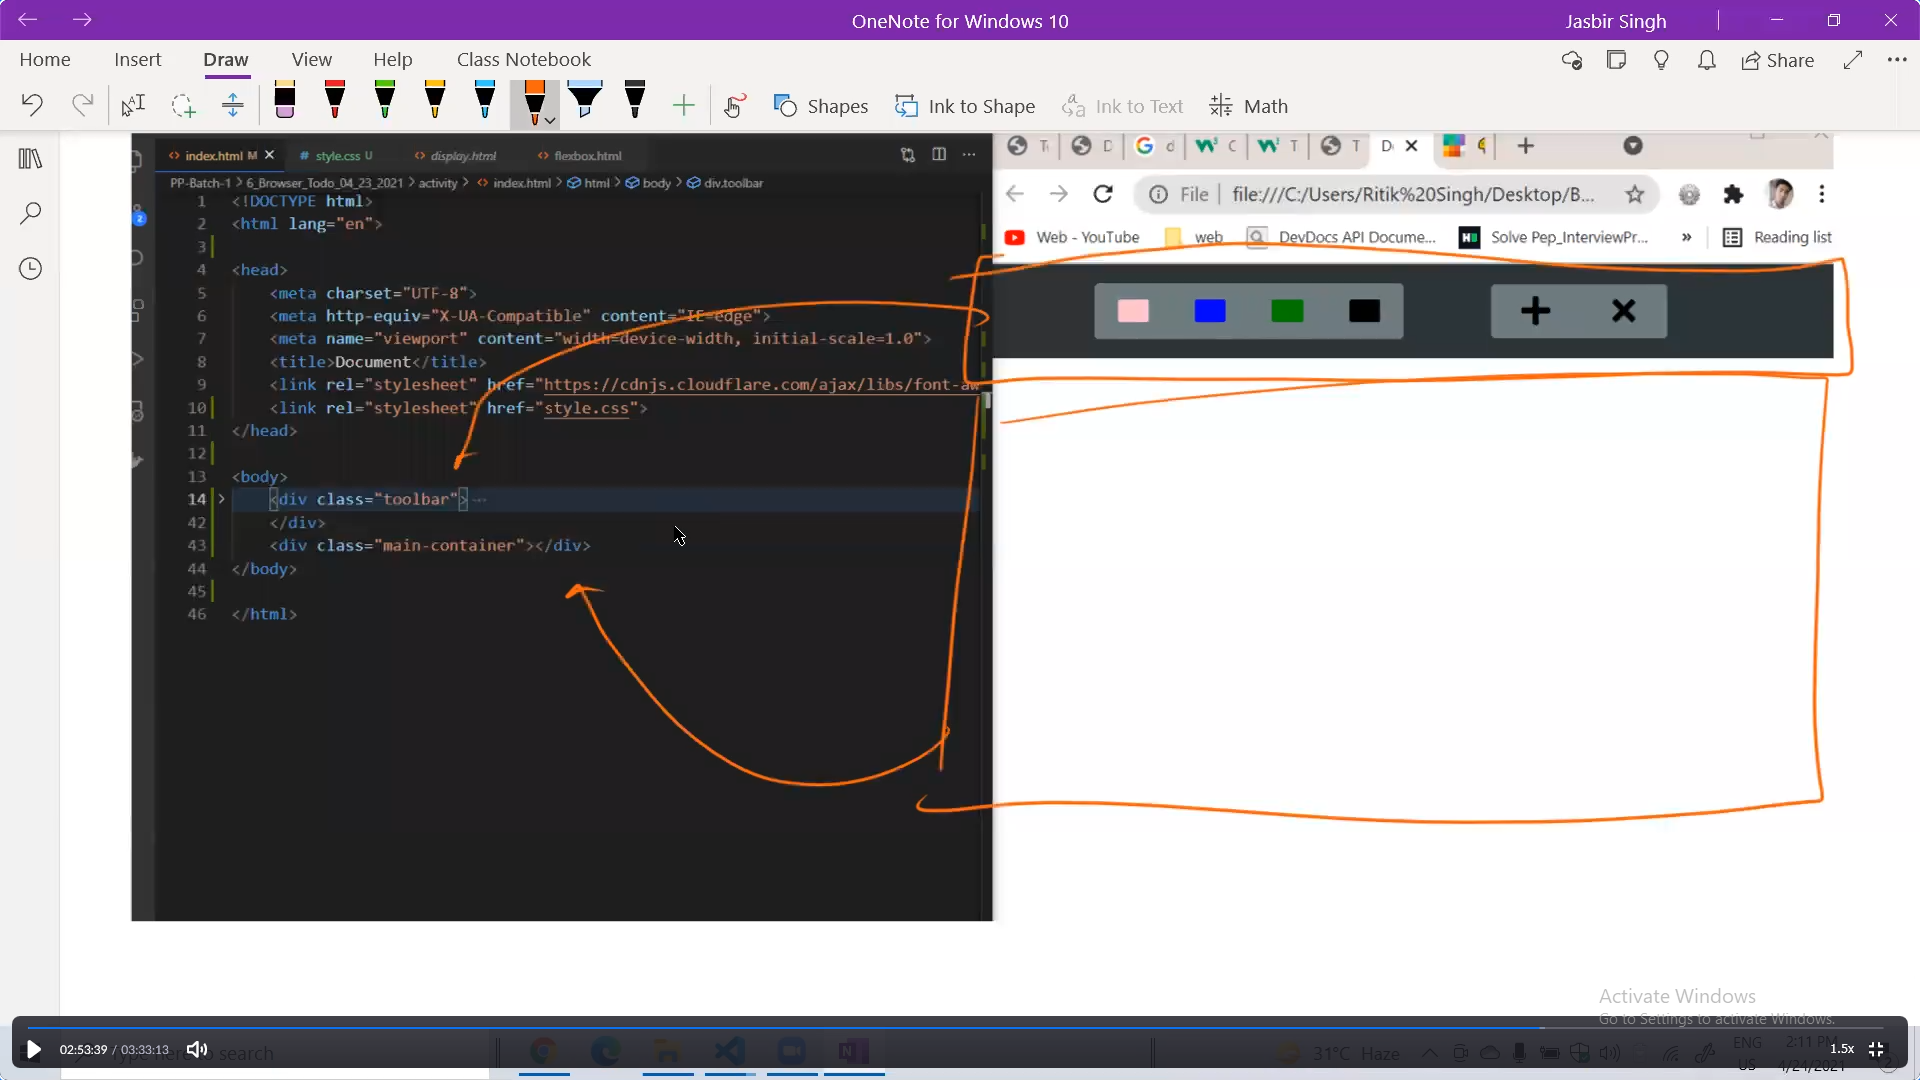 OneNote for Windows 10
Jasbir Singh
Home Insert Draw View Help Class Notebook
Share
Shapes Ink to Shape Ink to Text Math
index.html M style.css U display.html flexbox.html
PP-Batch-1 > 6_Browser_Todo_04_23_2021 > activity > index.html > html > body > div.toolbar
1 <!DOCTYPE html>
2 <html lang="en">
3
4 <head>
5 <meta charset="UTF-8">
6 <meta http-equiv="X-UA-Compatible" content="IE=edge">
7 <meta name="viewport" content="width=device-width, initial-scale=1.0">
8 <title>Document</title>
9 <link rel="stylesheet" href="https://cdnjs.cloudflare.com/ajax/libs/font-aw
10 <link rel="stylesheet" href="style.css">
11 </head>
12
13 <body>
14 <div class="toolbar">
42 </div>
43 <div class="main-container"></div>
44 </body>
45
46 </html>
File file:///C:/Users/Ritik%20Singh/Desktop/B...
Web - YouTube web DevDocs API Docume... Solve Pep_InterviewPr... » Reading list
Activate Windows
Go to Settings to activate Windows.
02:53:39 / 03:33:13
here to search
31°C Haze
ENG
US
2:11 PM
4/24/2021
1.5x